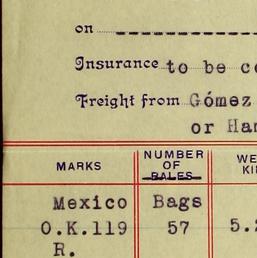 on
Insurance to be c
Freight from Gómez
or Ha
MARKS
NUMBER OF BALES
WE
KI
Mexico Bags
O.K.119 57 5.2
R.